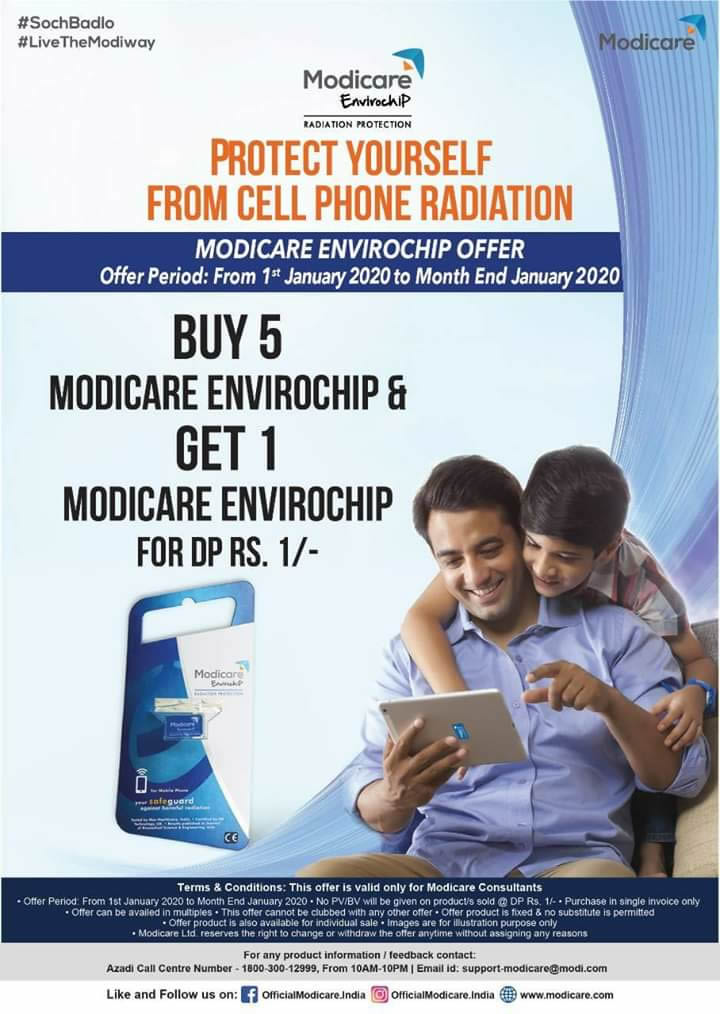 #SochBadlo
#LiveTheModiway
Modicare
Modicare
EnvirochiP
RADIATION PROTECTION
PROTECT YOURSELF
FROM CELL PHONE RADIATION
MODICARE ENVIROCHIP OFFER
Offer Period: From 1st January 2020 to Month End January 2020
BUY 5
MODICARE ENVIROCHIP &
GET 1
MODICARE ENVIROCHIP
FOR DP RS. 1/-
Modicare
EnvirochiP
RADIATION PROTECTION
Modicare
for Mobile Phone
your safeguard
against harmful radiation
CE
Terms & Conditions: This offer is valid only for Modicare Consultants
• Offer Period: From 1st January 2020 to Month End January 2020 • No PV/BV will be given on product/s sold @ DP Rs. 1/- • Purchase in single invoice only
• Offer can be availed in multiples • This offer cannot be clubbed with any other offer • Offer product is fixed & no substitute is permitted
• Offer product is also available for individual sale • Images are for illustration purpose only
• Modicare Ltd. reserves the right to change or withdraw the offer anytime without assigning any reasons
For any product information / feedback contact:
Azadi Call Centre Number - 1800-300-12999, From 10AM-10PM | Email id: support-modicare@modi.com
Like and Follow us on: OfficialModicare.India OfficialModicare.India www.modicare.com